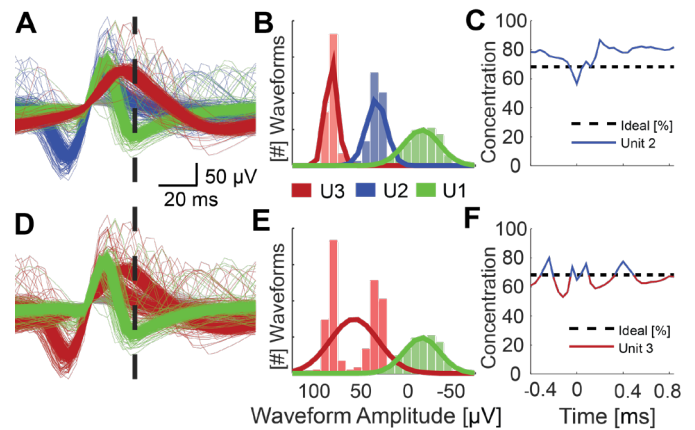 A
50 µV
20 ms
B
[#] Waveforms
U3 U2 U1
C
Concentration
100
80
60
40
20
0
Ideal [%]
Unit 2
D
E
[#] Waveforms
100 50 0 -50
Waveform Amplitude [µV]
F
Concentration
100
80
60
40
20
0
Ideal [%]
Unit 3
-0.4 0 0.4 0.8
Time [ms]